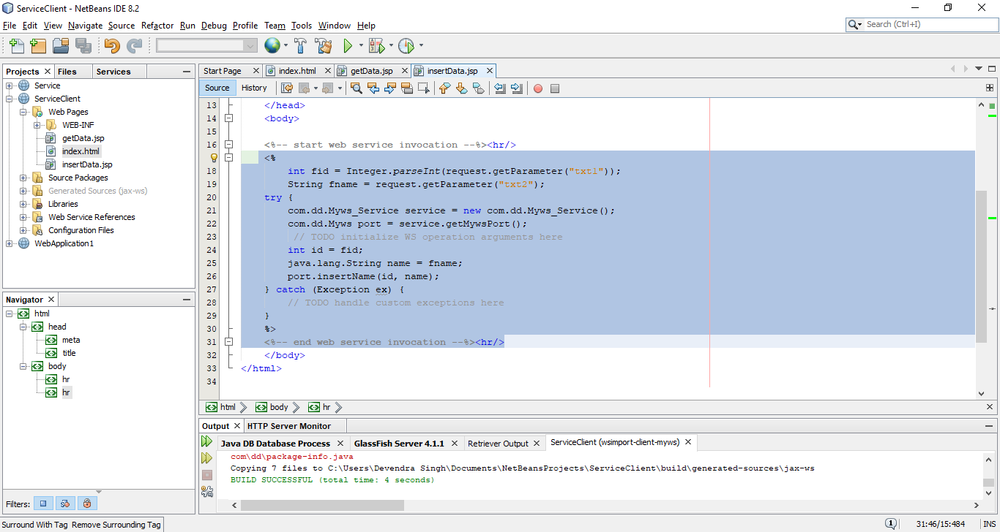 ServiceClient - NetBeans IDE 8.2
File Edit View Navigate Source Refactor Run Debug Profile Team Tools Window Help
Search (Ctrl+I)
Projects Files Services
Service
ServiceClient
Web Pages
WEB-INF
getData.jsp
index.html
insertData.jsp
Source Packages
Generated Sources (jax-ws)
Libraries
Web Service References
Configuration Files
WebApplication1
Navigator
html
head
meta
title
body
hr
hr
Filters:
Start Page index.html getData.jsp insertData.jsp
Source History
13 </head>
14 <body>
15
16 <%-- start web service invocation --%><hr/>
<%
18 int fid = Integer.parseInt(request.getParameter("txt1"));
19 String fname = request.getParameter("txt2");
20 try {
21 com.dd.Myws_Service service = new com.dd.Myws_Service();
22 com.dd.Myws port = service.getMywsPort();
23 // TODO initialize WS operation arguments here
24 int id = fid;
25 java.lang.String name = fname;
26 port.insertName(id, name);
27 } catch (Exception ex) {
28 // TODO handle custom exceptions here
29 }
30 %>
31 <%-- end web service invocation --%><hr/>
32 </body>
33 </html>
34
html body hr
Output HTTP Server Monitor
Java DB Database Process GlassFish Server 4.1.1 Retriever Output ServiceClient (wsimport-client-myws)
com\dd\package-info.java
Copying 7 files to C:\Users\Devendra Singh\Documents\NetBeansProjects\ServiceClient\build\generated-sources\jax-ws
BUILD SUCCESSFUL (total time: 4 seconds)
Surround With Tag Remove Surrounding Tag
1 31:46/15:484 INS